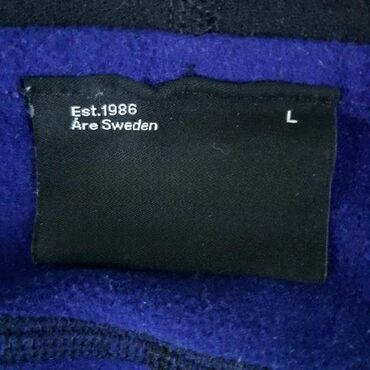 Est.1986
Åre Sweden
L